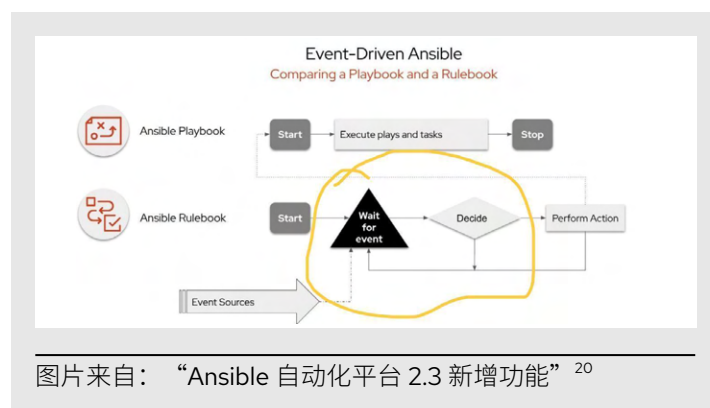 Event-Driven Ansible
Comparing a Playbook and a Rulebook
Ansible Playbook
Start
Execute plays and tasks
Stop
Ansible Rulebook
Start
Wait
for
event
Decide
Perform Action
Event Sources
图片来自： “Ansible 自动化平台 2.3 新增功能” 20